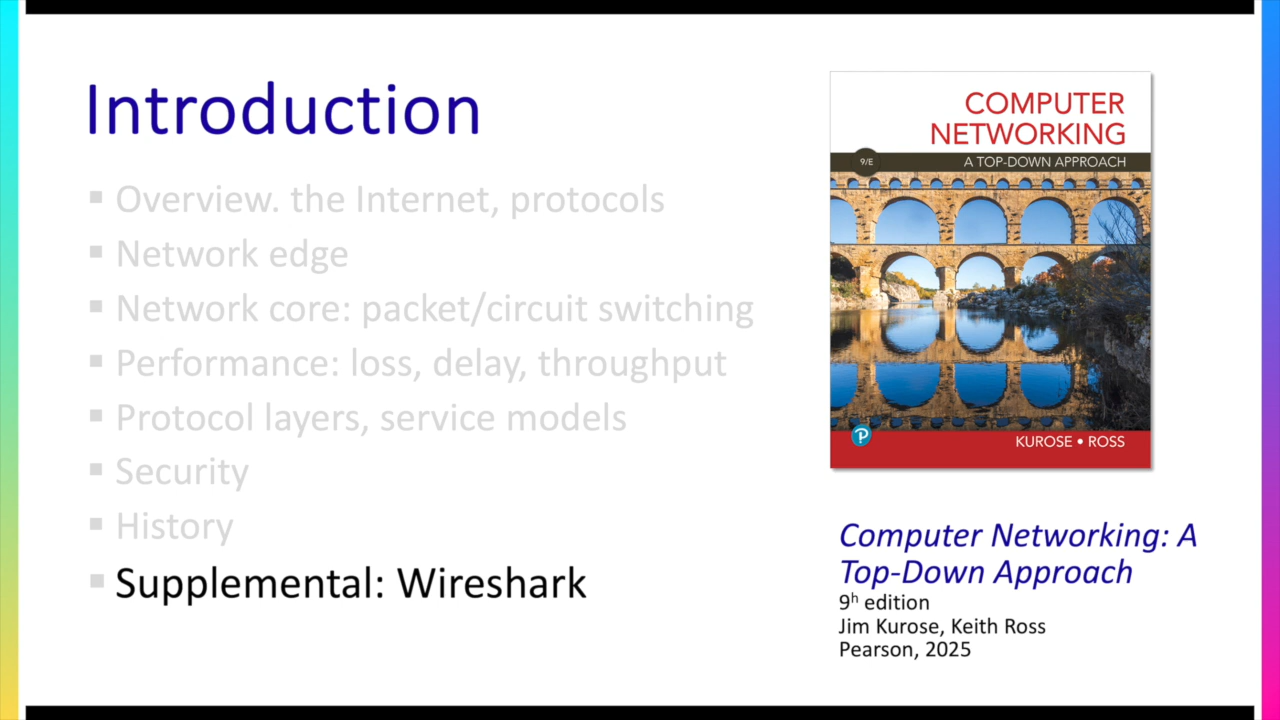 Introduction
Overview. the Internet, protocols
Network edge
Network core: packet/circuit switching
Performance: loss, delay, throughput
Protocol layers, service models
Security
History
Supplemental: Wireshark
COMPUTER
NETWORKING
9/E
A TOP-DOWN APPROACH
P
KUROSE • ROSS
Computer Networking: A
Top-Down Approach
9h edition
Jim Kurose, Keith Ross
Pearson, 2025